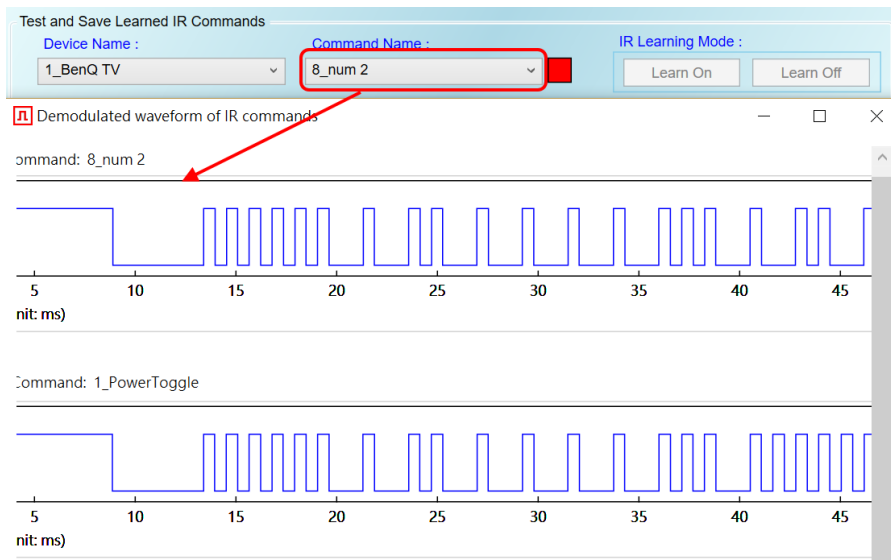 Test and Save Learned IR Commands
Device Name : Command Name : IR Learning Mode :
1_BenQ TV 8_num 2 Learn On Learn Off
Demodulated waveform of IR commands
ommand: 8_num 2
5 10 15 20 25 30 35 40 45
nit: ms)
Command: 1_PowerToggle
5 10 15 20 25 30 35 40 45
nit: ms)